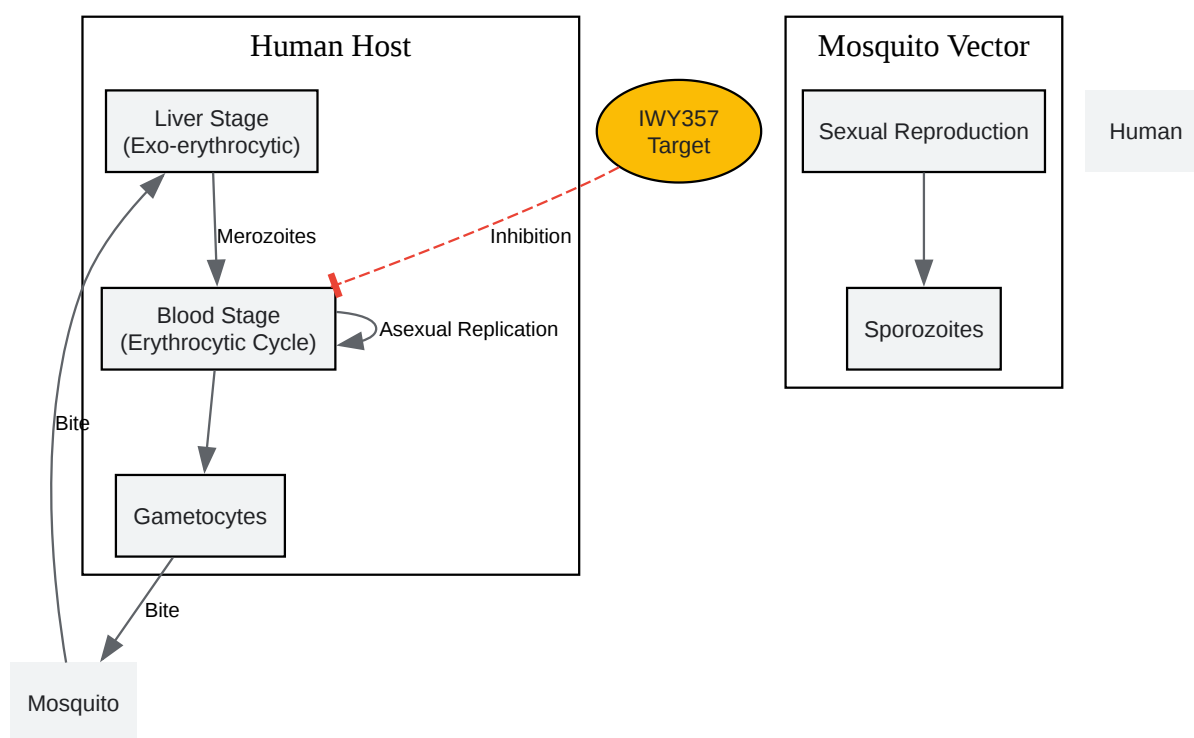 Human Host
Liver Stage
(Exo-erythrocytic)
Merozoites
Blood Stage
(Erythrocytic Cycle)
Asexual Replication
Gametocytes
Bite
Bite
Mosquito
IWY357
Target
Inhibition
Mosquito Vector
Sexual Reproduction
Sporozoites
Human